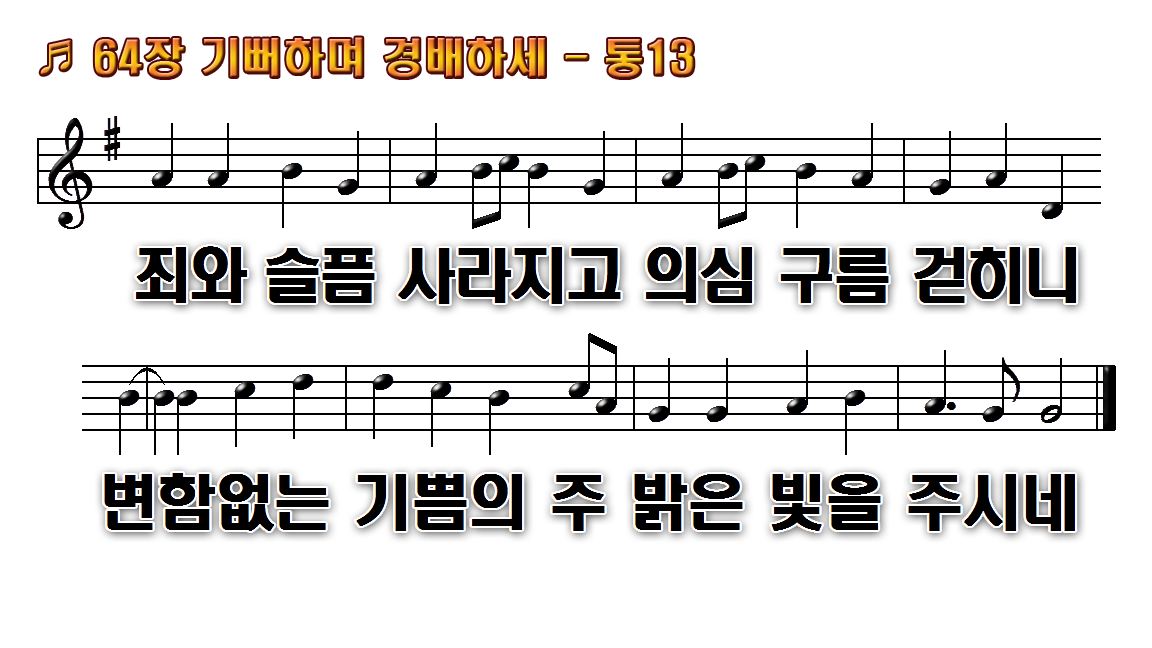 64장 기뻐하며 경배하세 - 통13
죄와 슬픔 사라지고 의심 구름 걷히니
변함없는 기쁨의 주 밝은 빛을 주시네